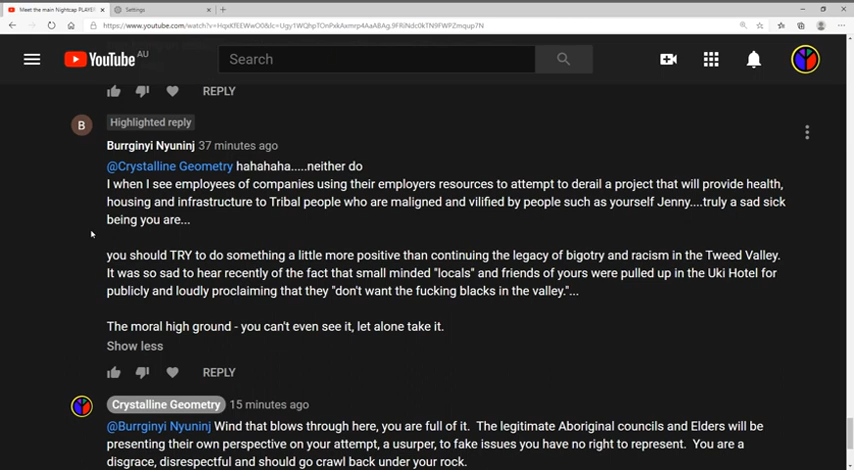 Meet the main Nightcap PLAYE
Settings
https://www.youtube.com/watch?v=HqxKfEEWwO0&lc=Ugy1WQhpTOnPxkAxmrp4AaABAg.9FRJNdc0kTN9FWPZmqup7N
YouTube AU
Search
REPLY
B
Highlighted reply
Burrginyi Nyuninj 37 minutes ago
@Crystalline Geometry hahahaha.....neither do
I when I see employees of companies using their employers resources to attempt to derail a project that will provide health,
housing and infrastructure to Tribal people who are maligned and vilified by people such as yourself Jenny....truly a sad sick
being you are...
you should TRY to do something a little more positive than continuing the legacy of bigotry and racism in the Tweed Valley.
It was so sad to hear recently of the fact that small minded "locals" and friends of yours were pulled up in the Uki Hotel for
publicly and loudly proclaiming that they "don't want the fucking blacks in the valley."...
The moral high ground - you can't even see it, let alone take it.
Show less
REPLY
Crystalline Geometry 15 minutes ago
@Burrginyi Nyuninj Wind that blows through here, you are full of it.  The legitimate Aboriginal councils and Elders will be
presenting their own perspective on your attempt, a usurper, to fake issues you have no right to represent.  You are a
disgrace, disrespectful and should go crawl back under your rock.